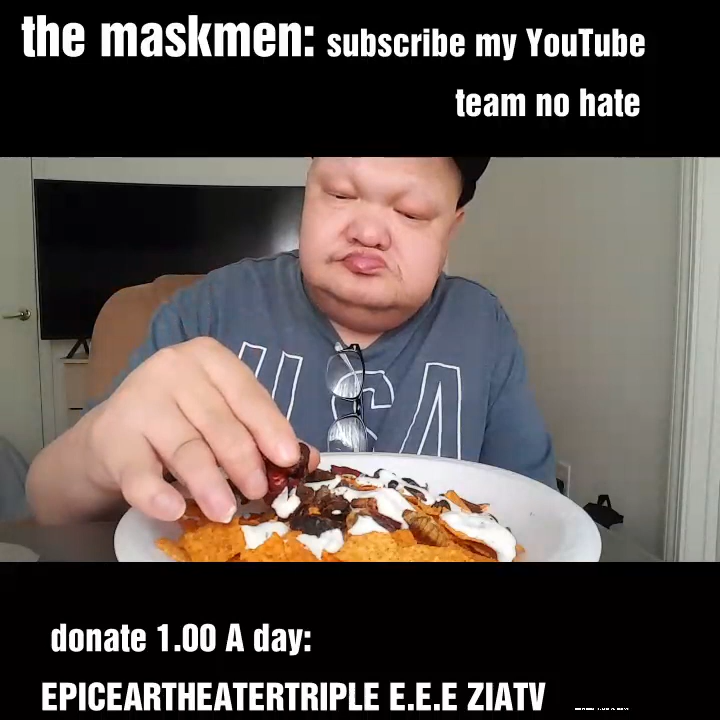 the maskmen: subscribe my YouTube
team no hate
USA
donate 1.00 A day:
EPICEARTHEATERTRIPLE E.E.E ZIATV